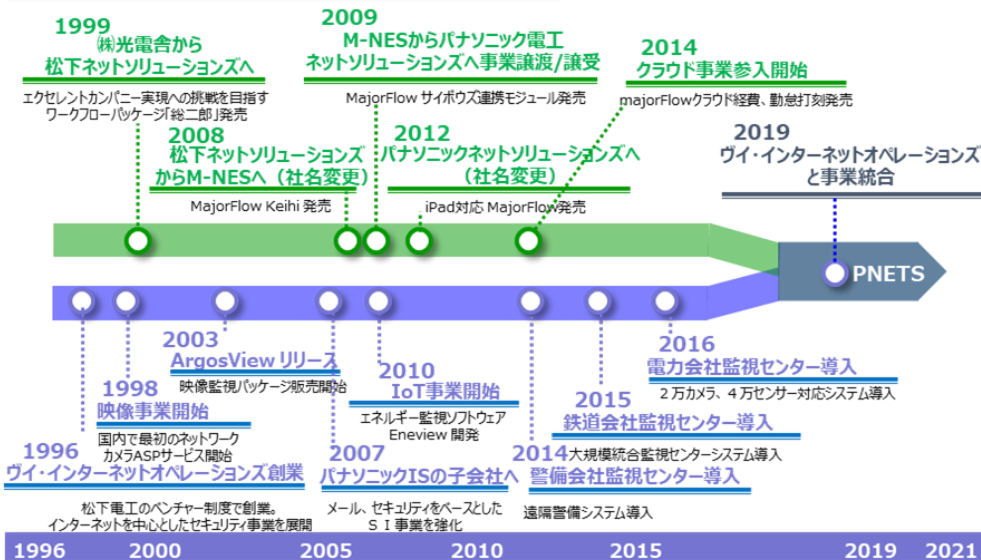 1999
㈱光電舎から
松下ネットソリューションズへ
エクセレントカンパニー実現への挑戦を目指す
ワークフローパッケージ「総二郎」発売
2008
松下ネットソリューションズ
からM-NESへ（社名変更）
MajorFlow Keihi 発売
2009
M-NESからパナソニック電工
ネットソリューションズへ事業譲渡/譲受
MajorFlow サイボウズ連携モジュール発売
2012
パナソニックネットソリューションズへ
（社名変更）
iPad対応 MajorFlow発売
2014
クラウド事業参入開始
majorFlowクラウド経費、勤怠打刻発売
2019
ヴイ・インターネットオペレーションズ
と事業統合
PNETS
1996
ヴイ・インターネットオペレーションズ創業
松下電工のベンチャー制度で創業。
インターネットを中心としたセキュリティ事業を展開
1998
映像事業開始
国内で最初のネットワーク
カメラASPサービス開始
2003
ArgosView リリース
映像監視パッケージ販売開始
2007
パナソニックISの子会社へ
メール、セキュリティをベースとした
ＳＩ事業を強化
2010
IoT事業開始
エネルギー監視ソフトウェア
Eneview 開発
2014
警備会社監視センター導入
遠隔警備システム導入
2015
鉄道会社監視センター導入
大規模統合監視センターシステム導入
2016
電力会社監視センター導入
２万カメラ、４万センサー対応システム導入
1996 2000 2005 2010 2015 2019 2021